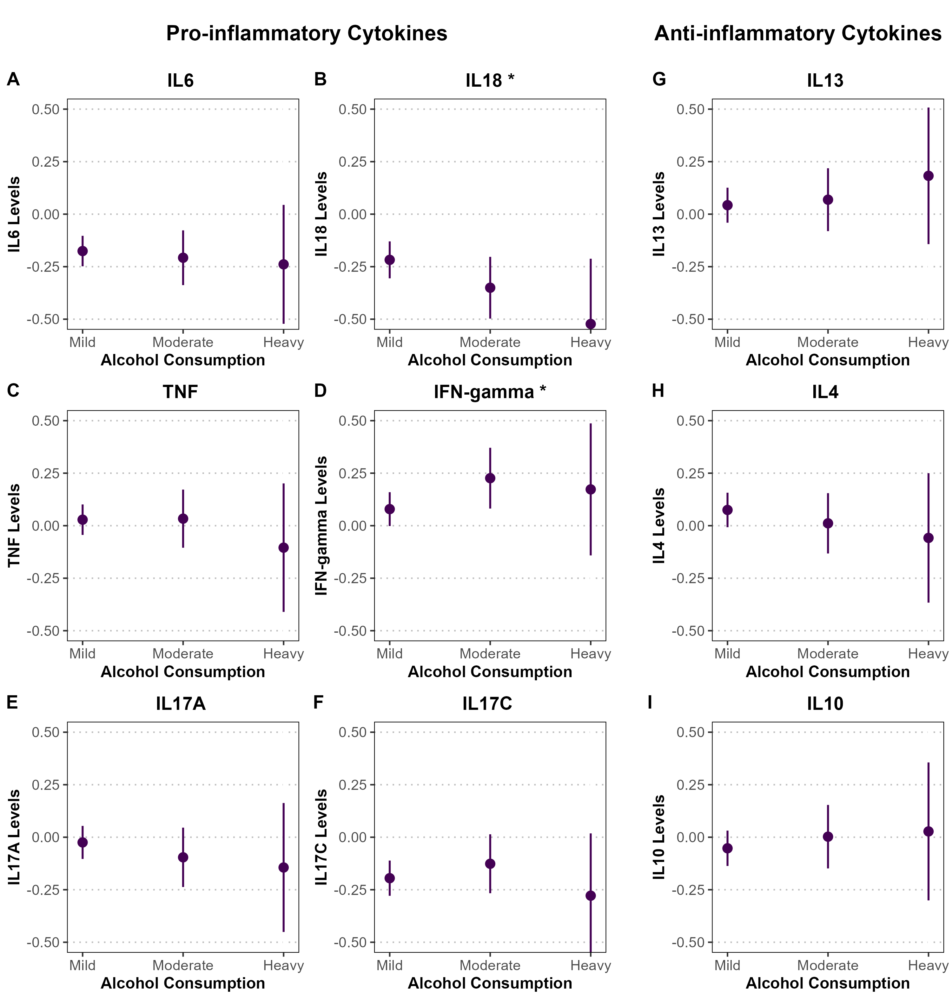 Pro-inflammatory Cytokines
Anti-inflammatory Cytokines
A
IL6
IL6 Levels
0.50
0.25
0.00
-0.25
-0.50
Mild Moderate Heavy
Alcohol Consumption
B
IL18 *
IL18 Levels
0.50
0.25
0.00
-0.25
-0.50
Mild Moderate Heavy
Alcohol Consumption
G
IL13
IL13 Levels
0.50
0.25
0.00
-0.25
-0.50
Mild Moderate Heavy
Alcohol Consumption
C
TNF
TNF Levels
0.50
0.25
0.00
-0.25
-0.50
Mild Moderate Heavy
Alcohol Consumption
D
IFN-gamma *
IFN-gamma Levels
0.50
0.25
0.00
-0.25
-0.50
Mild Moderate Heavy
Alcohol Consumption
H
IL4
IL4 Levels
0.50
0.25
0.00
-0.25
-0.50
Mild Moderate Heavy
Alcohol Consumption
E
IL17A
IL17A Levels
0.50
0.25
0.00
-0.25
-0.50
Mild Moderate Heavy
Alcohol Consumption
F
IL17C
IL17C Levels
0.50
0.25
0.00
-0.25
-0.50
Mild Moderate Heavy
Alcohol Consumption
I
IL10
IL10 Levels
0.50
0.25
0.00
-0.25
-0.50
Mild Moderate Heavy
Alcohol Consumption